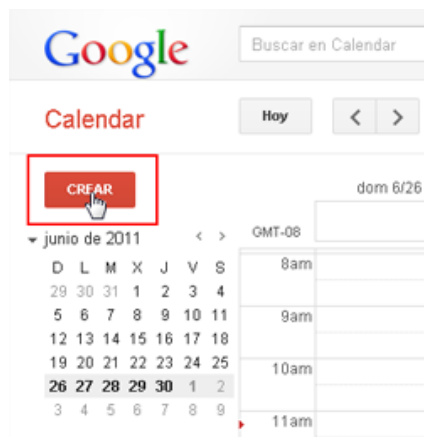 Google
Buscar en Calendar
Calendar
Hoy
< >
CREAR
dom 6/26
junio de 2011 < >
GMT-08
D L M X J V S
29 30 31 1 2 3 4
5 6 7 8 9 10 11
12 13 14 15 16 17 18
19 20 21 22 23 24 25
26 27 28 29 30 1 2
3 4 5 6 7 8 9
8am
9am
10am
11am